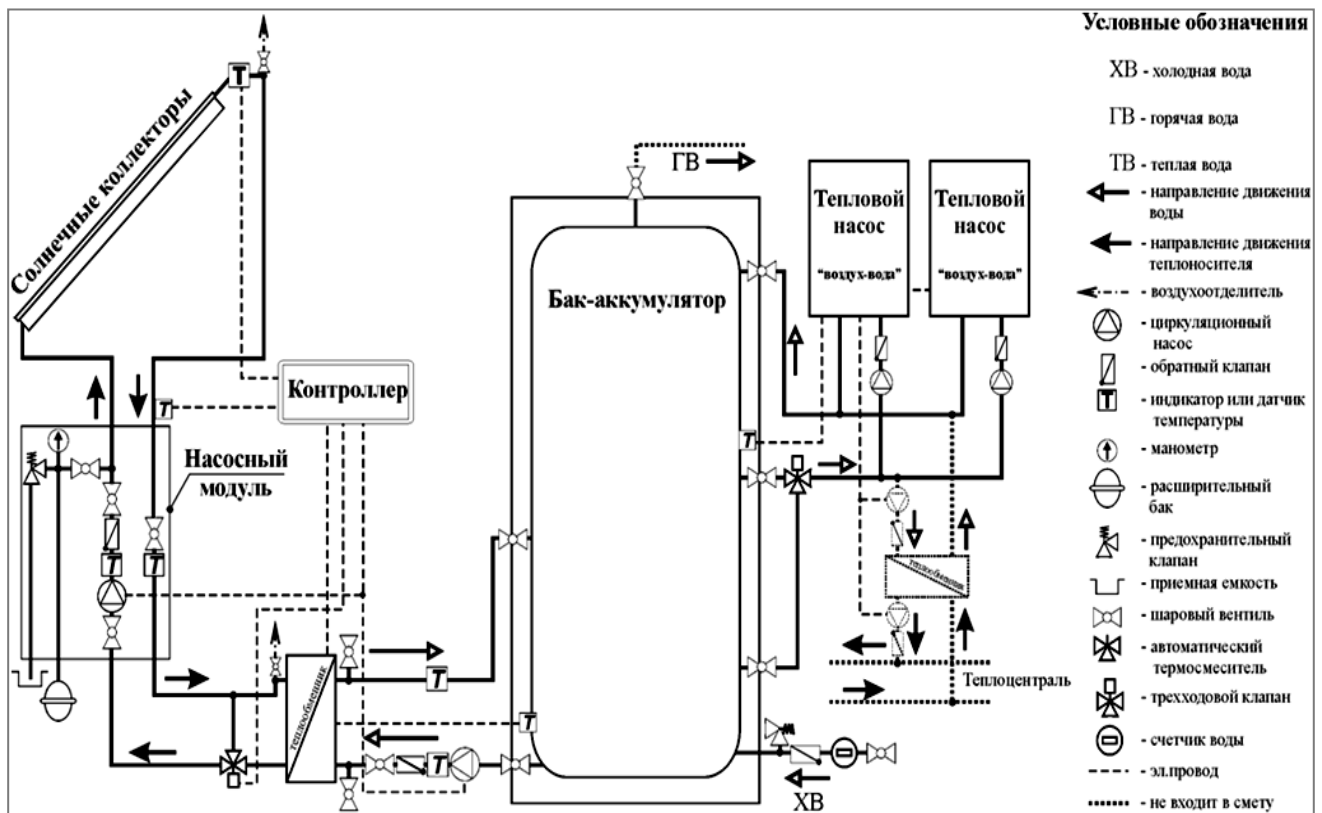 Солнечные коллекторы
T
Контроллер
T
Насосный
модуль
T
T
теплообменник
T
T
T
ГВ
Бак-аккумулятор
T
ХВ
Тепловой
насос
"воздух-вода"
Тепловой
насос
"воздух-вода"
теплообменник
Теплоцентраль
Условные обозначения
ХВ - холодная вода
ГВ - горячая вода
ТВ - теплая вода
- направление движения
воды
- направление движения
теплоносителя
- воздухоотделитель
- циркуляционный
насос
- обратный клапан
T - индикатор или датчик
температуры
- манометр
- расширительный
бак
- предохранительный
клапан
- приемная емкость
- шаровый вентиль
- автоматический
термосмеситель
- трехходовой клапан
- счетчик воды
- эл.провод
- не входит в смету